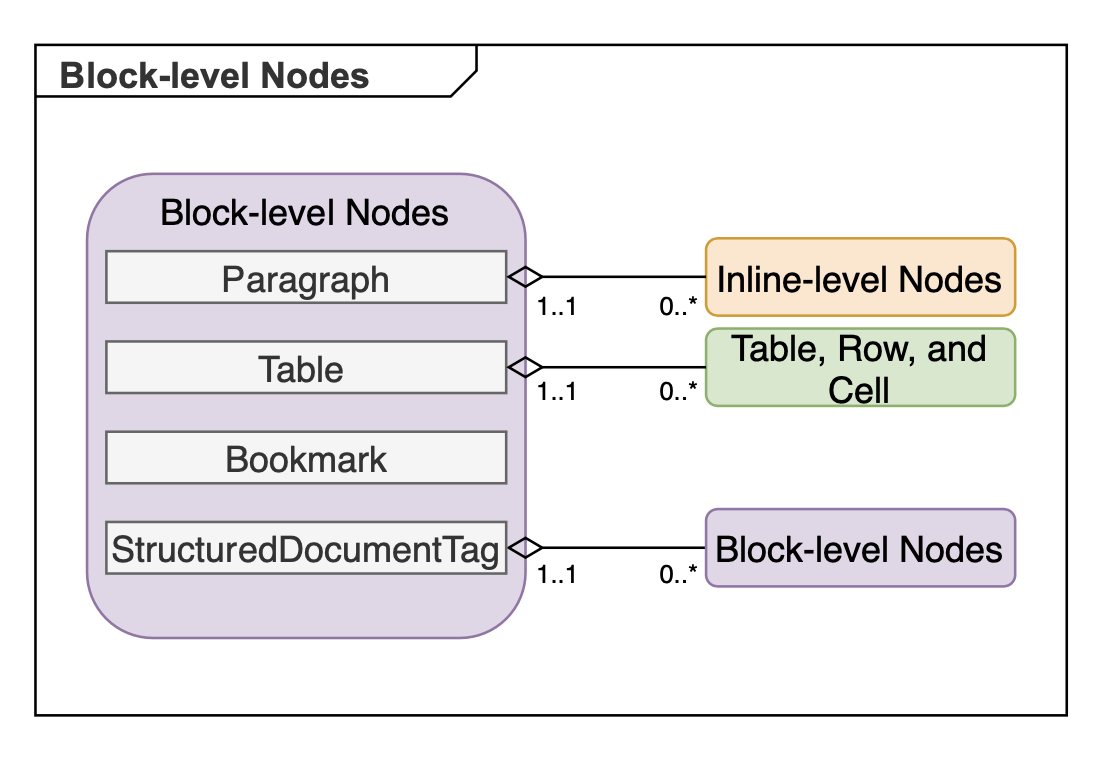 Block-level Nodes
Block-level Nodes
Paragraph
1..1
0..*
Inline-level Nodes
Table
1..1
0..*
Table, Row, and
Cell
Bookmark
StructuredDocumentTag
1..1
0..*
Block-level Nodes